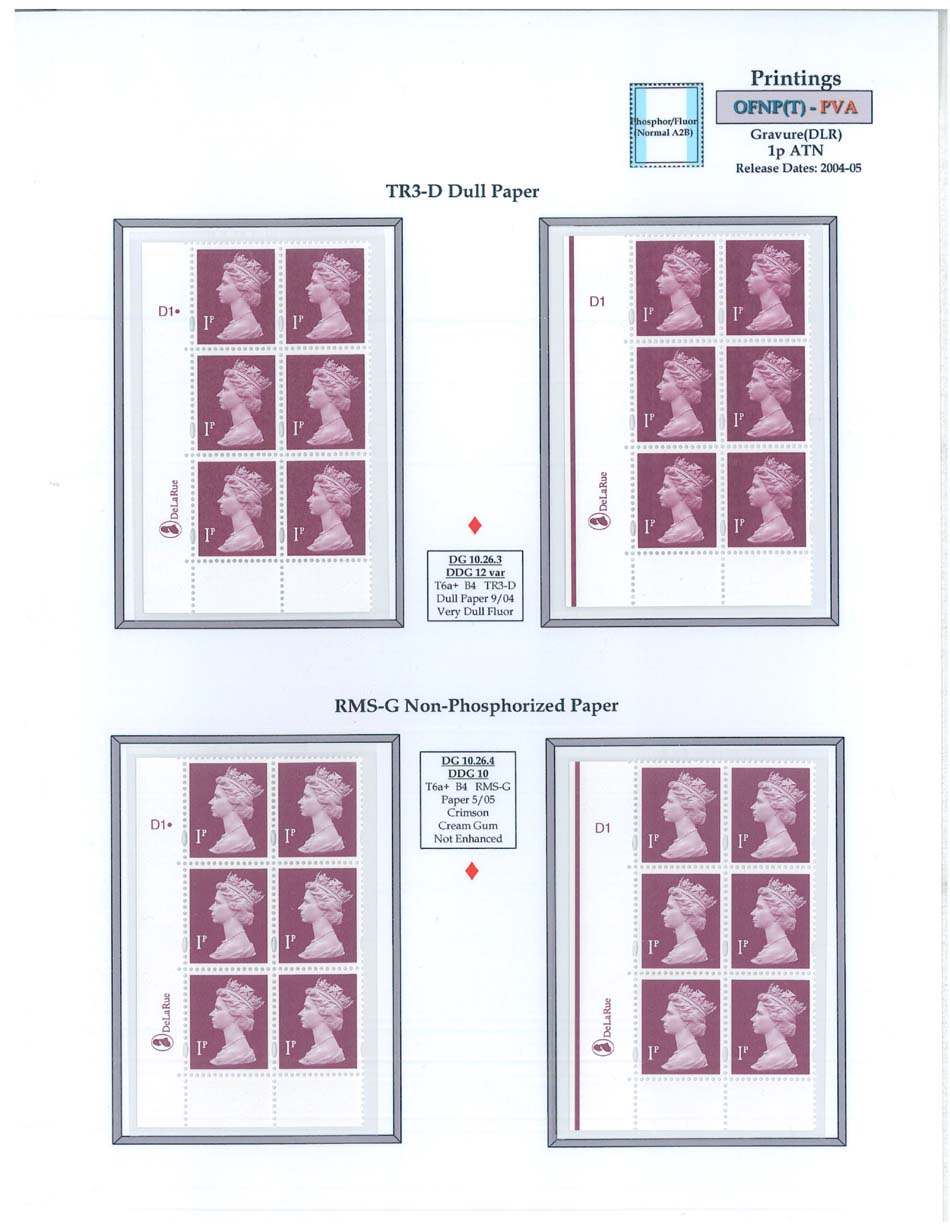 Printings
OFNP(T) - PVA
Phosphor/Fluor
(Normal A2B)
Gravure(DLR)
1p ATN
Release Dates: 2004-05
TR3-D Dull Paper
D1•
1P 1P
1P 1P
1P 1P
DeLaRue
D1
1P 1P
1P 1P
1P 1P
DeLaRue
DG 10.26.3
DDG 12 var
T6a+ B4 TR3-D
Dull Paper 9/04
Very Dull Fluor
RMS-G Non-Phosphorized Paper
D1•
1P 1P
1P 1P
1P 1P
DeLaRue
DG 10.26.4
DDG 10
T6a+ B4 RMS-G
Paper 5/05
Crimson
Cream Gum
Not Enhanced
D1
1P 1P
1P 1P
1P 1P
DeLaRue